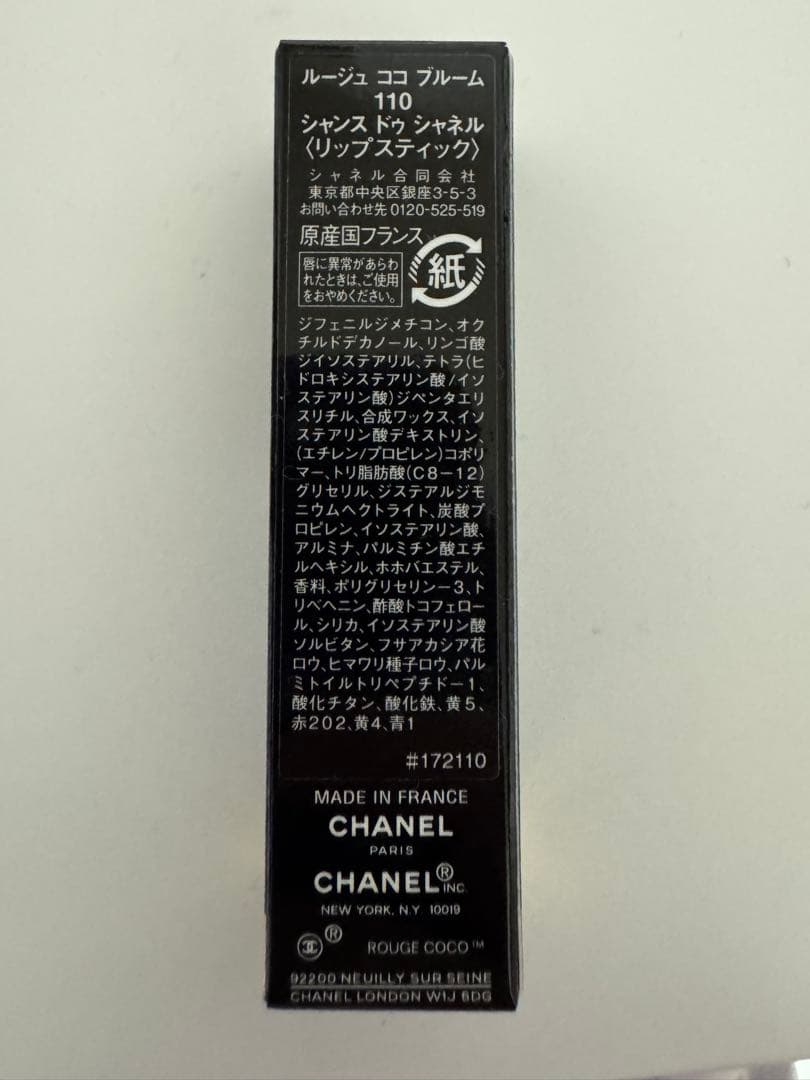 ルージュ ココ ブルーム
110
シャンス ドゥ シャネル
〈リップスティック〉
シャネル合同会社
東京都中央区銀座3-5-3
お問い合わせ先 0120-525-519
原産国フランス
紙
唇に異常があらわ
れたときは、ご使用
をおやめください。
ジフェニルジメチコン、オク
チルドデカノール、リンゴ酸
ジイソステアリル、テトラ(ヒ
ドロキシステアリン酸/イソ
ステアリン酸)ジペンタエリ
スリチル、合成ワックス、イソ
ステアリン酸デキストリン、
(エチレン/プロピレン)コポリ
マー、トリ脂肪酸(C8-12)
グリセリル、ジステアルジモ
ニウムヘクトライト、炭酸プ
ロピレン、イソステアリン酸、
アルミナ、パルミチン酸エチ
ルヘキシル、ホホバエステル、
香料、ポリグリセリン-3、ト
リベヘニン、酢酸トコフェロー
ル、シリカ、イソステアリン酸
ソルビタン、フサアカシア花
ロウ、ヒマワリ種子ロウ、パル
ミトイルトリペプチド-1、
酸化チタン、酸化鉄、黄5、
赤202、黄4、青1
#172110
MADE IN FRANCE
CHANEL
PARIS
CHANEL® INC.
NEW YORK, N.Y. 10019
® ROUGE COCO™
92200 NEUILLY SUR SEINE
CHANEL LONDON W1J 6DG